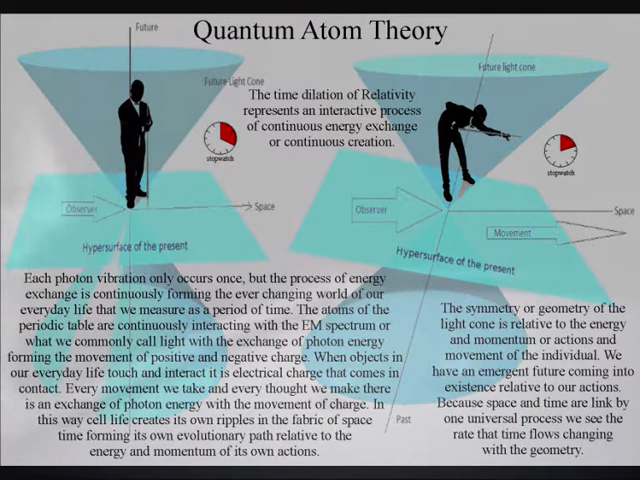 Quantum Atom Theory
Future
Future Light Cone
The time dilation of Relativity
represents an interactive process
of continuous energy exchange
or continuous creation.
stopwatch
Observer
Space
Hypersurface of the present
Future light cone
stopwatch
Observer
Space
Movement
Hypersurface of the present
Past
Each photon vibration only occurs once, but the process of energy
exchange is continuously forming the ever changing world of our
everyday life that we measure as a period of time. The atoms of the
periodic table are continuously interacting with the EM spectrum or
what we commonly call light with the exchange of photon energy
forming the movement of positive and negative charge. When objects in
our everyday life touch and interact it is electrical charge that comes in
contact. Every movement we take and every thought we make there
is an exchange of photon energy with the movement of charge. In
this way cell life creates its own ripples in the fabric of space
time forming its own evolutionary path relative to the
energy and momentum of its own actions.
The symmetry or geometry of the
light cone is relative to the energy
and momentum or actions and
movement of the individual. We
have an emergent future coming into
existence relative to our actions.
Because space and time are link by
one universal process we see the
rate that time flows changing
with the geometry.